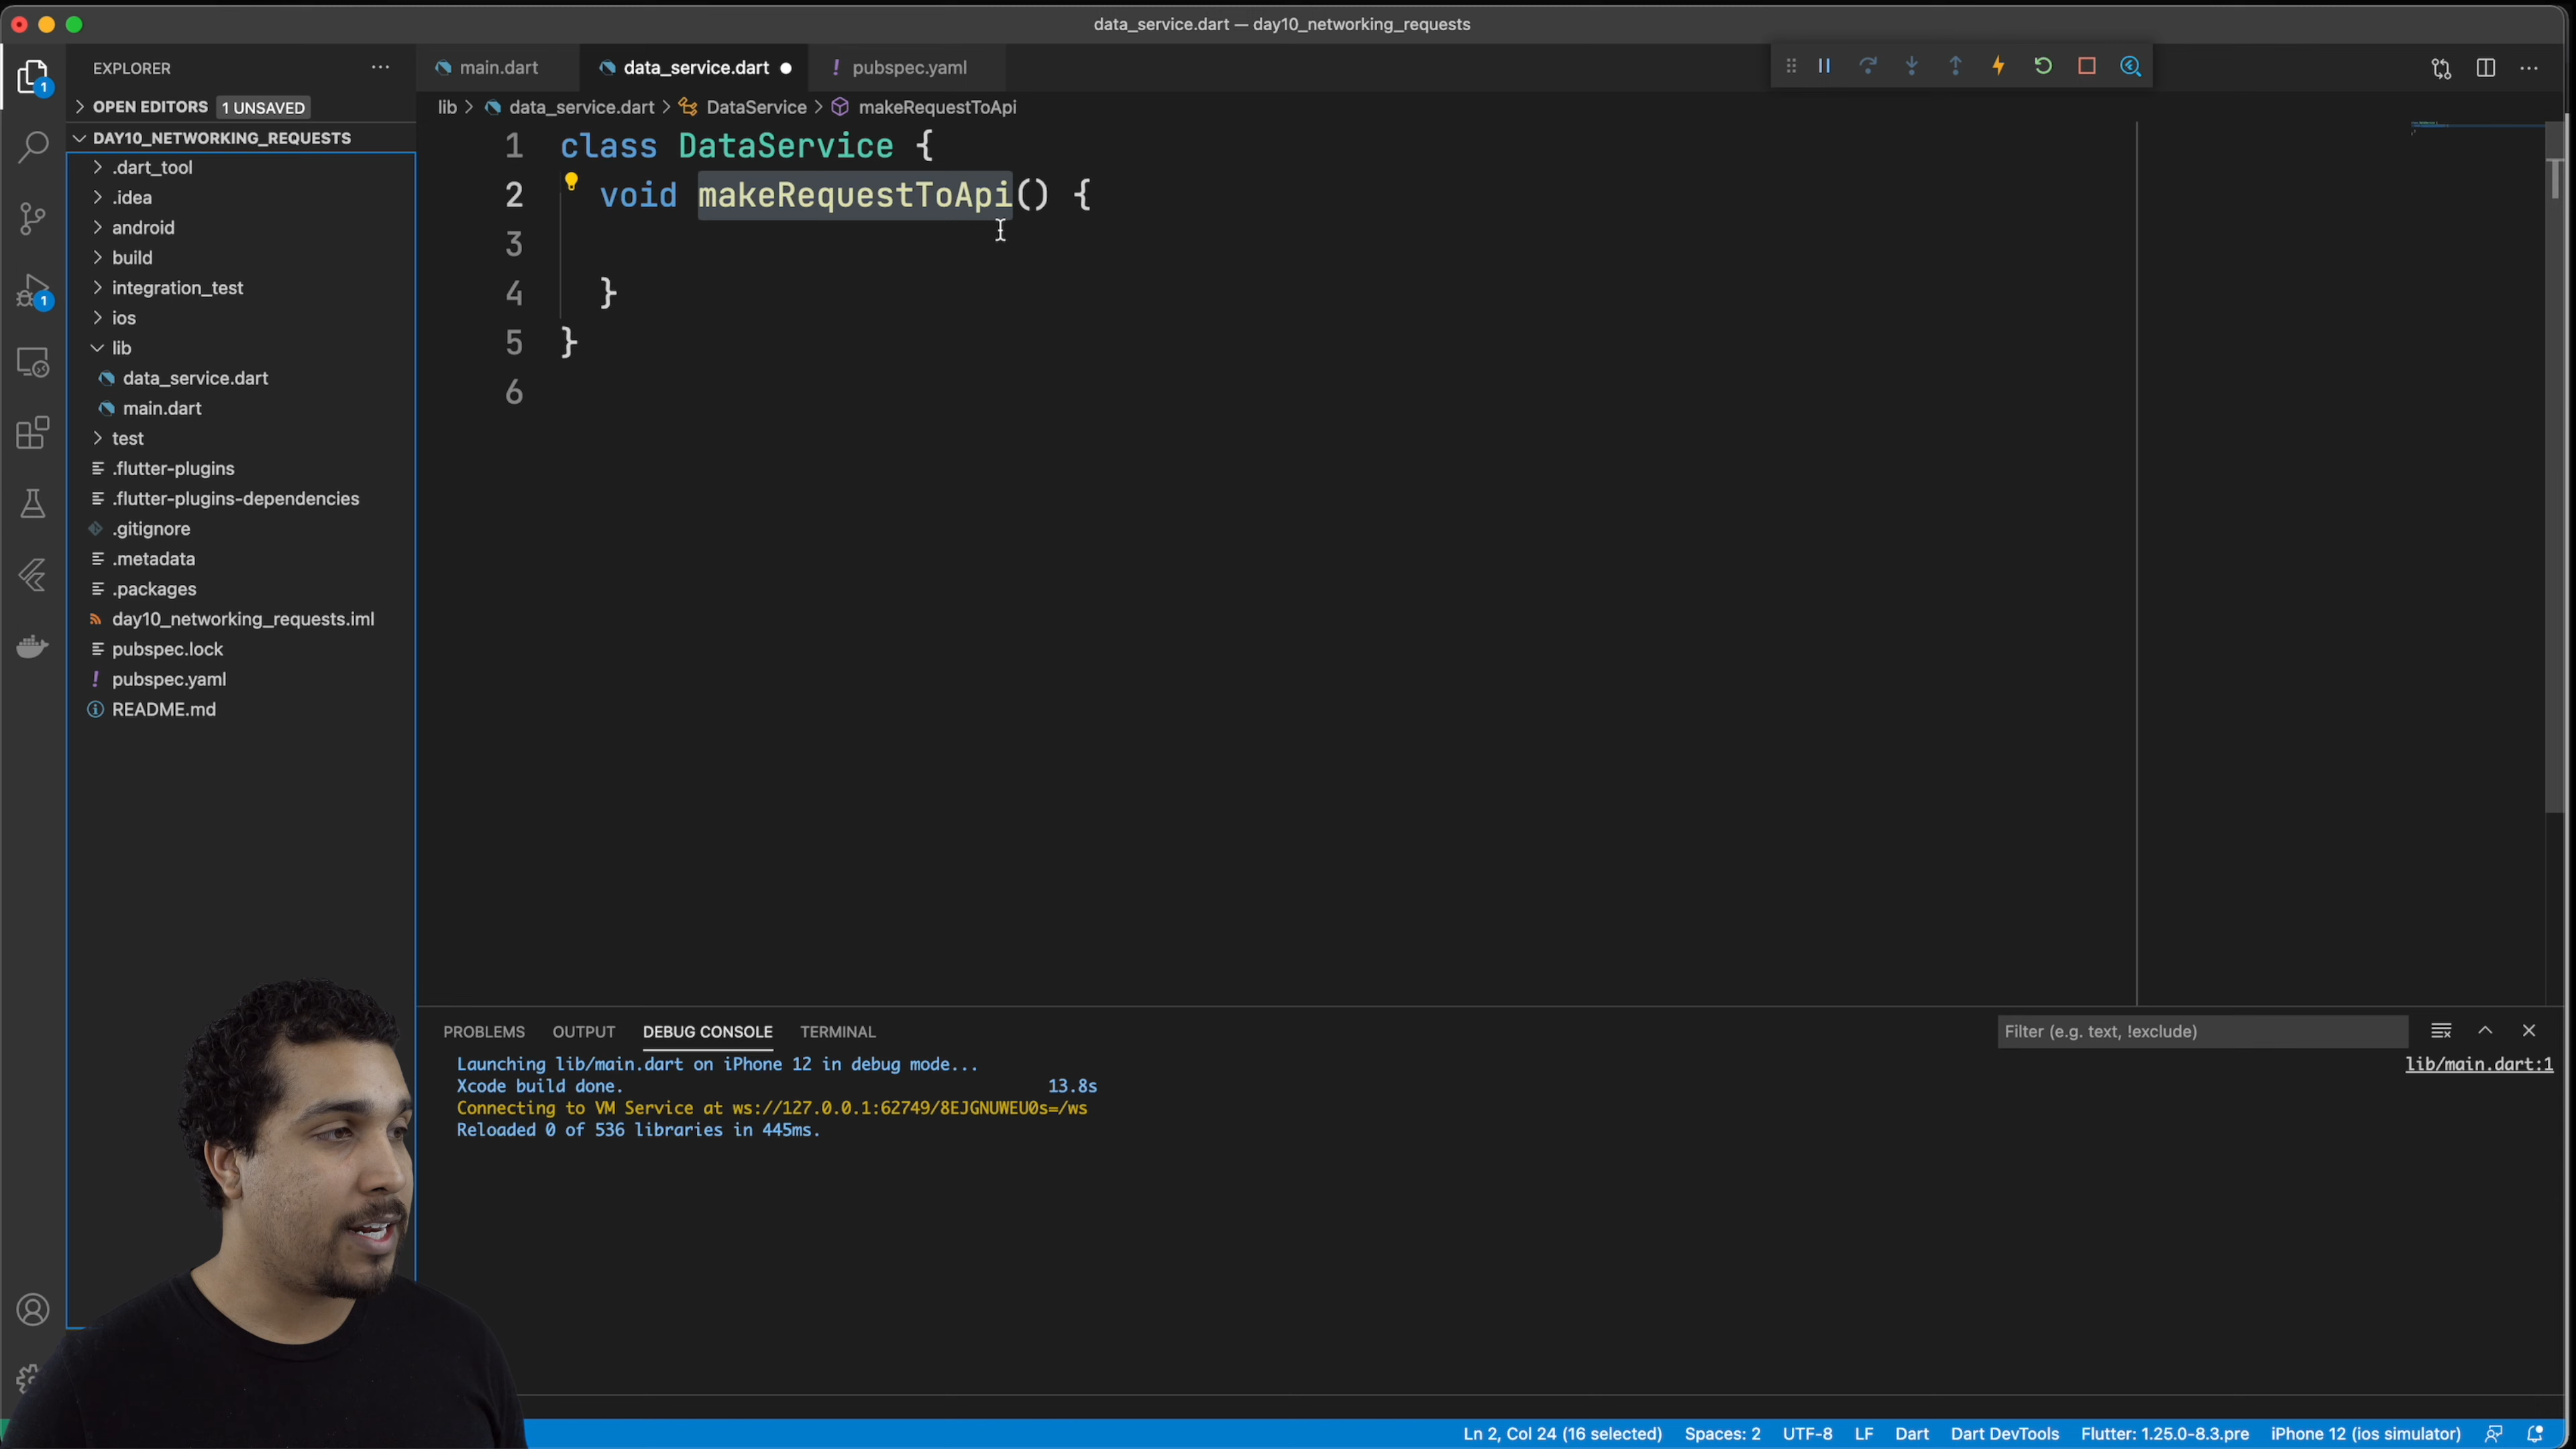 data_service.dart — day10_networking_requests
EXPLORER
main.dart
data_service.dart
! pubspec.yaml
1
OPEN EDITORS 1 UNSAVED
lib > data_service.dart > DataService > makeRequestToApi
DAY10_NETWORKING_REQUESTS
.dart_tool
.idea
android
build
integration_test
1
ios
lib
data_service.dart
main.dart
test
.flutter-plugins
.flutter-plugins-dependencies
.gitignore
.metadata
.packages
day10_networking_requests.iml
pubspec.lock
! pubspec.yaml
README.md
1 class DataService {
2 void makeRequestToApi() {
3
4 }
5 }
6
PROBLEMS OUTPUT DEBUG CONSOLE TERMINAL
Filter (e.g. text, !exclude)
Launching lib/main.dart on iPhone 12 in debug mode...
lib/main.dart:1
Xcode build done. 13.8s
Connecting to VM Service at ws://127.0.0.1:62749/8EJGNUWEU0s=/ws
Reloaded 0 of 536 libraries in 445ms.
Ln 2, Col 24 (16 selected) Spaces: 2 UTF-8 LF Dart Dart DevTools Flutter: 1.25.0-8.3.pre iPhone 12 (ios simulator)